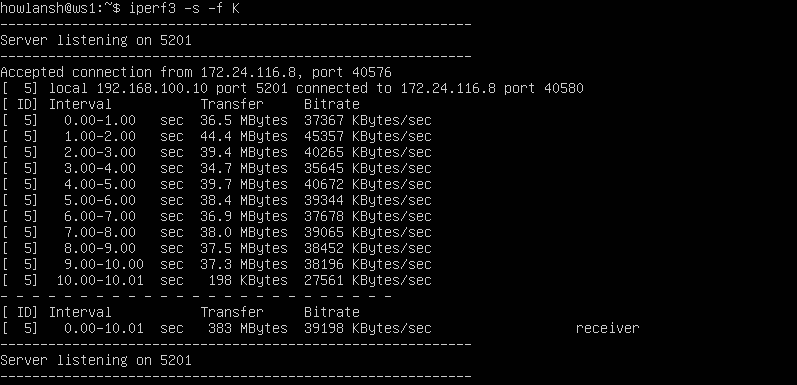 howlansh@ws1:~$ iperf3 -s -f K
-----------------------------------------------------------
Server listening on 5201
-----------------------------------------------------------
Accepted connection from 172.24.116.8, port 40576
[  5] local 192.168.100.10 port 5201 connected to 172.24.116.8 port 40580
[ ID] Interval           Transfer     Bitrate
[  5]   0.00-1.00   sec  36.5 MBytes  37367 KBytes/sec
[  5]   1.00-2.00   sec  44.4 MBytes  45357 KBytes/sec
[  5]   2.00-3.00   sec  39.4 MBytes  40265 KBytes/sec
[  5]   3.00-4.00   sec  34.7 MBytes  35645 KBytes/sec
[  5]   4.00-5.00   sec  39.7 MBytes  40672 KBytes/sec
[  5]   5.00-6.00   sec  38.4 MBytes  39344 KBytes/sec
[  5]   6.00-7.00   sec  36.9 MBytes  37678 KBytes/sec
[  5]   7.00-8.00   sec  38.0 MBytes  39065 KBytes/sec
[  5]   8.00-9.00   sec  37.5 MBytes  38452 KBytes/sec
[  5]   9.00-10.00  sec  37.3 MBytes  38196 KBytes/sec
[  5]  10.00-10.01  sec   198 KBytes  27561 KBytes/sec
- - - - - - - - - - - - - - - - - - - - - - - - -
[ ID] Interval           Transfer     Bitrate
[  5]   0.00-10.01  sec   383 MBytes  39198 KBytes/sec                  receiver
-----------------------------------------------------------
Server listening on 5201
-----------------------------------------------------------